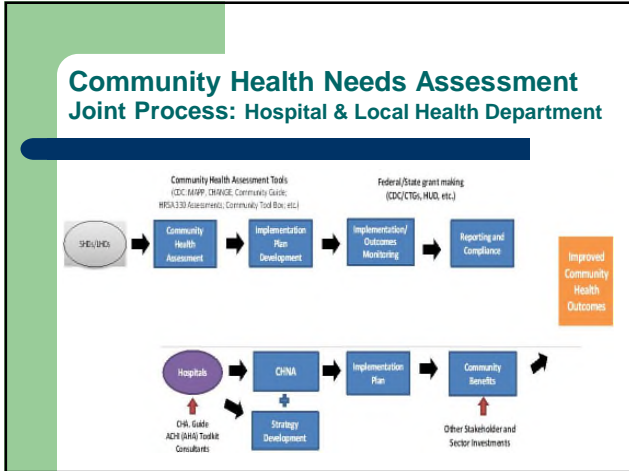 Community Health Needs Assessment
Joint Process: Hospital & Local Health Department
Community Health Assessment Tools
(CDC: MAPP, CHANGE, Community Guide;
HRSA 330 Assessments; Community Tool Box; etc.)
Federal/State grant making
(CDC/CTGs, HUD, etc.)
SHDs/LHDs
Community
Health
Assessment
Implementation
Plan
Development
Implementation/
Outcomes
Monitoring
Reporting and
Compliance
Improved
Community
Health
Outcomes
Hospitals
CHNA
Implementation
Plan
Community
Benefits
Strategy
Development
CHA, Guide
ACHI (AHA) Toolkit
Consultants
Other Stakeholder and
Sector Investments